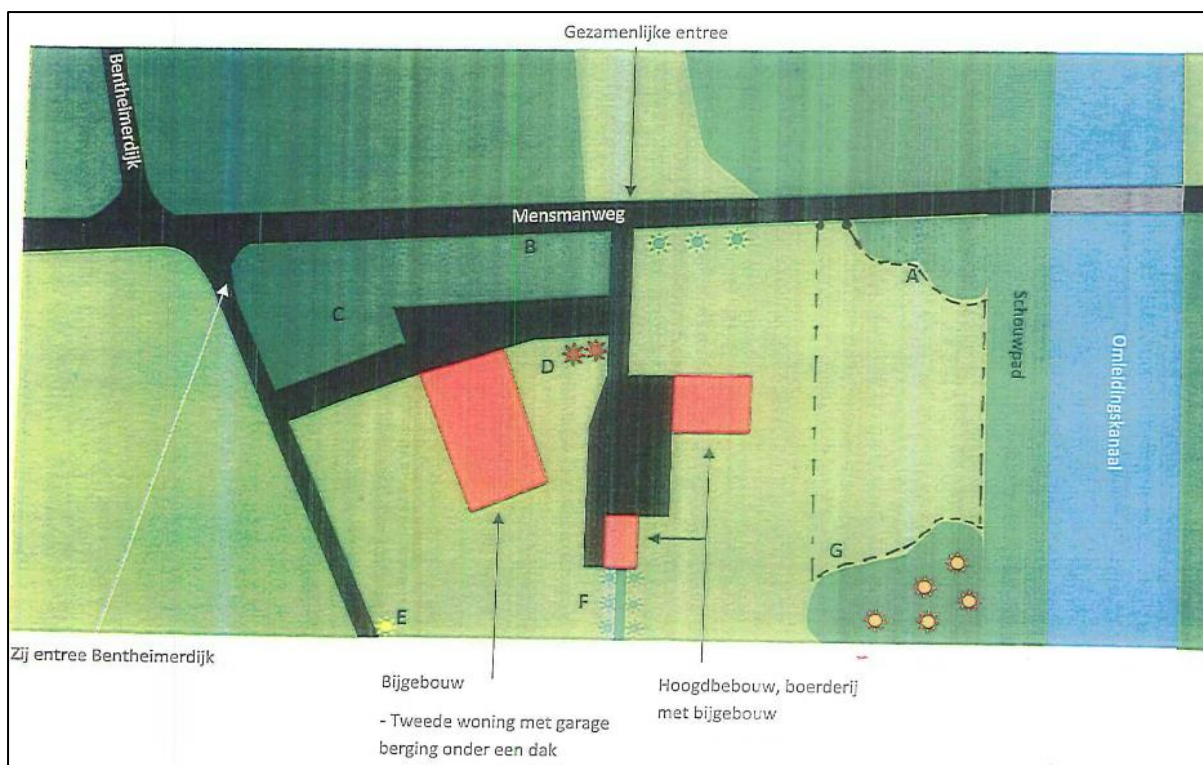 Gezamenlijke entree
Bentheimerdijk
Mensmanweg
B
A
C
Schouwpad
Omleidingskanaal
D
G
E
F
Zij entree Bentheimerdijk
Bijgebouw
- Tweede woning met garage
berging onder een dak
Hoogdbebouw, boerderij
met bijgebouw